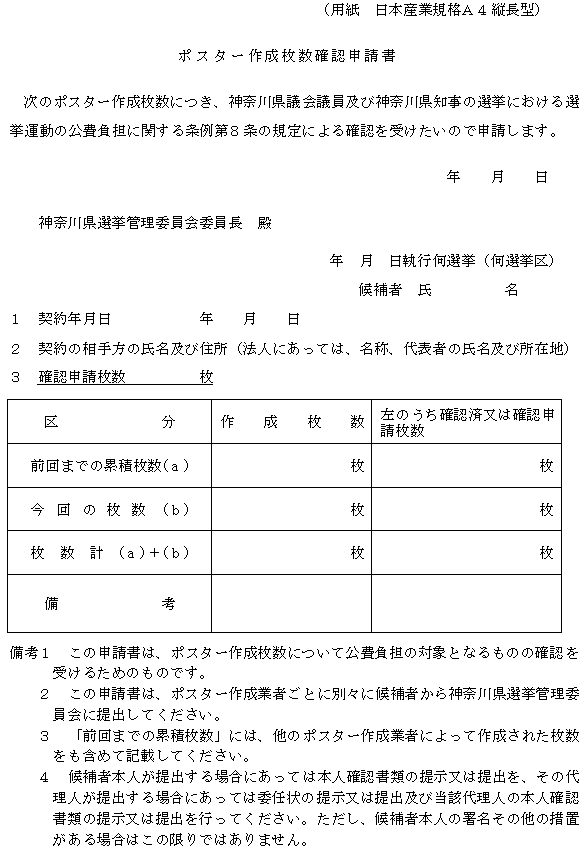 （用紙　日本産業規格Ａ４縦長型）
ポスター作成枚数確認申請書
次のポスター作成枚数につき、神奈川県議会議員及び神奈川県知事の選挙における選
挙運動の公費負担に関する条例第８条の規定による確認を受けたいので申請します。
年　　月　　日
神奈川県選挙管理委員会委員長　殿
年　月　日執行何選挙（何選挙区）
候補者　氏　　　　　名
１　契約年月日　　　　　　年　　月　　日
２　契約の相手方の氏名及び住所（法人にあっては、名称、代表者の氏名及び所在地）
３　確認申請枚数　　　　　枚
区　　　　　　　分　作　成　枚　数　左のうち確認済又は確認申
請枚数
前回までの累積枚数(ａ)　枚　枚
今回の枚数（ｂ）　枚　枚
枚数計（ａ)＋(ｂ）　枚　枚
備　　　　　　　考
備考１　この申請書は、ポスター作成枚数について公費負担の対象となるものの確認を
受けるためのものです。
２　この申請書は、ポスター作成業者ごとに別々に候補者から神奈川県選挙管理委
員会に提出してください。
３　「前回までの累積枚数」には、他のポスター作成業者によって作成された枚数
をも含めて記載してください。
４　候補者本人が提出する場合にあっては本人確認書類の提示又は提出を、その代
理人が提出する場合にあっては委任状の提示又は提出及び当該代理人の本人確認
書類の提示又は提出を行ってください。ただし、候補者本人の署名その他の措置
がある場合はこの限りではありません。